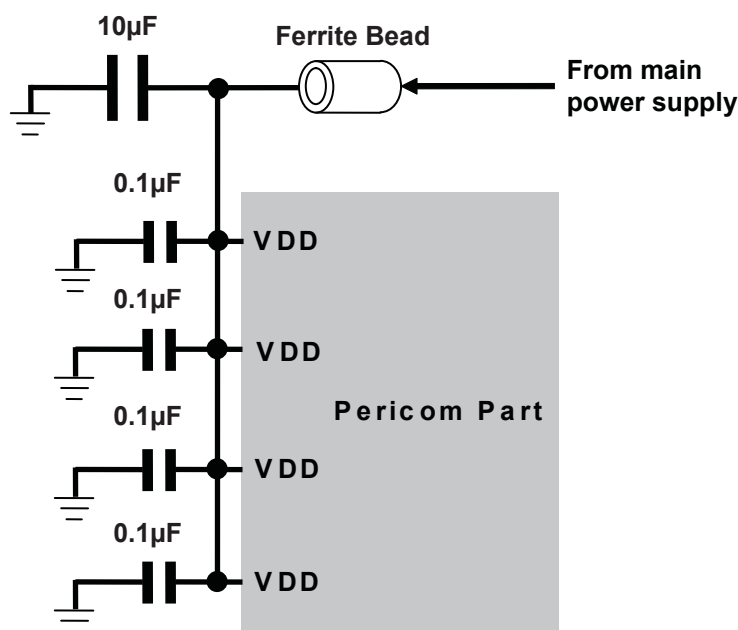 10µF
Ferrite Bead
From main
power supply
0.1µF
VDD
0.1µF
VDD
Pericom Part
0.1µF
VDD
0.1µF
VDD